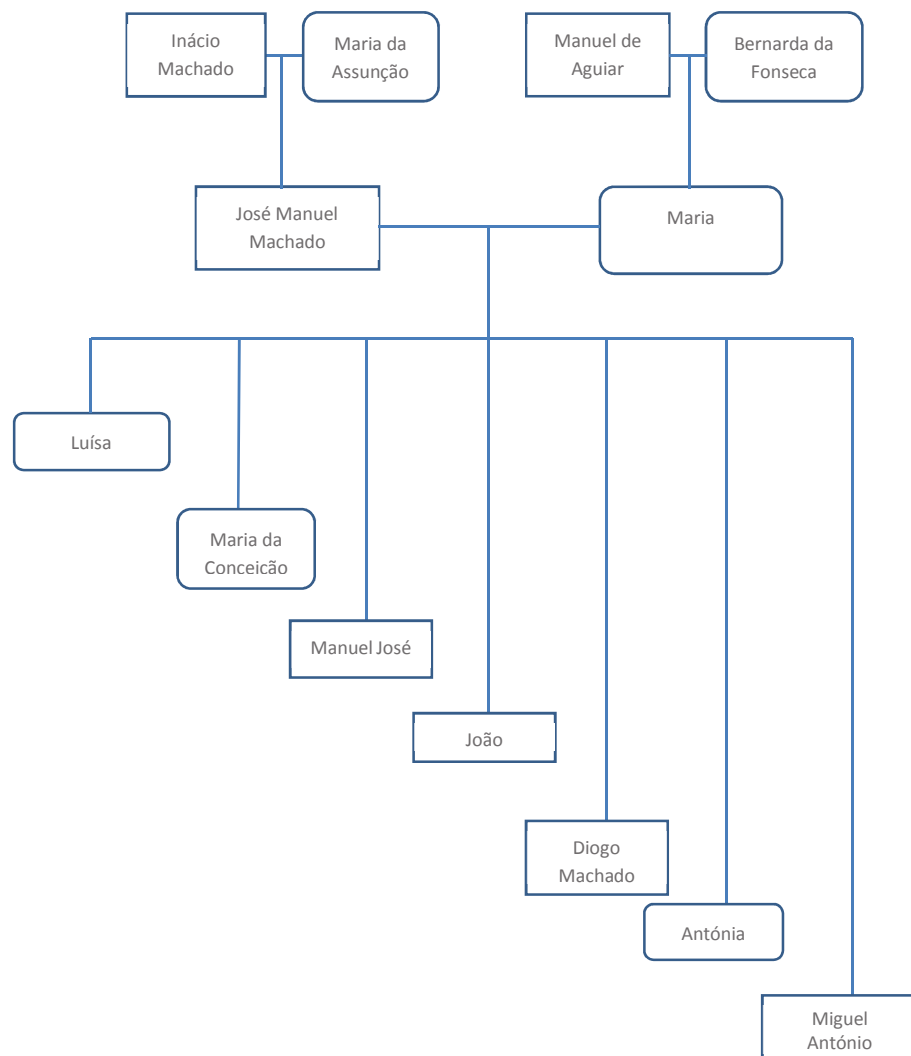 Inácio
Machado
Maria da
Assunção
Manuel de
Aguiar
Bernarda da
Fonseca
José Manuel
Machado
Maria
Luísa
Maria da
Conceicão
Manuel José
João
Diogo
Machado
Antónia
Miguel
António